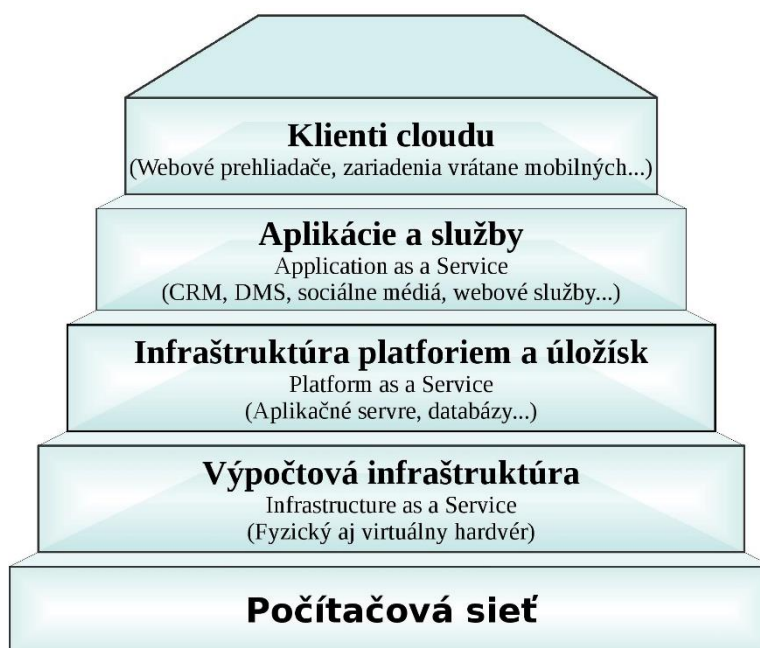 Klienti cloudu
(Webové prehliadače, zariadenia vrátane mobilných...)
Aplikácie a služby
Application as a Service
(CRM, DMS, sociálne médiá, webové služby...)
Infraštruktúra platforiem a úložísk
Platform as a Service
(Aplikačné servre, databázy...)
Výpočtová infraštruktúra
Infrastructure as a Service
(Fyzický aj virtuálny hardvér)
Počítačová sieť